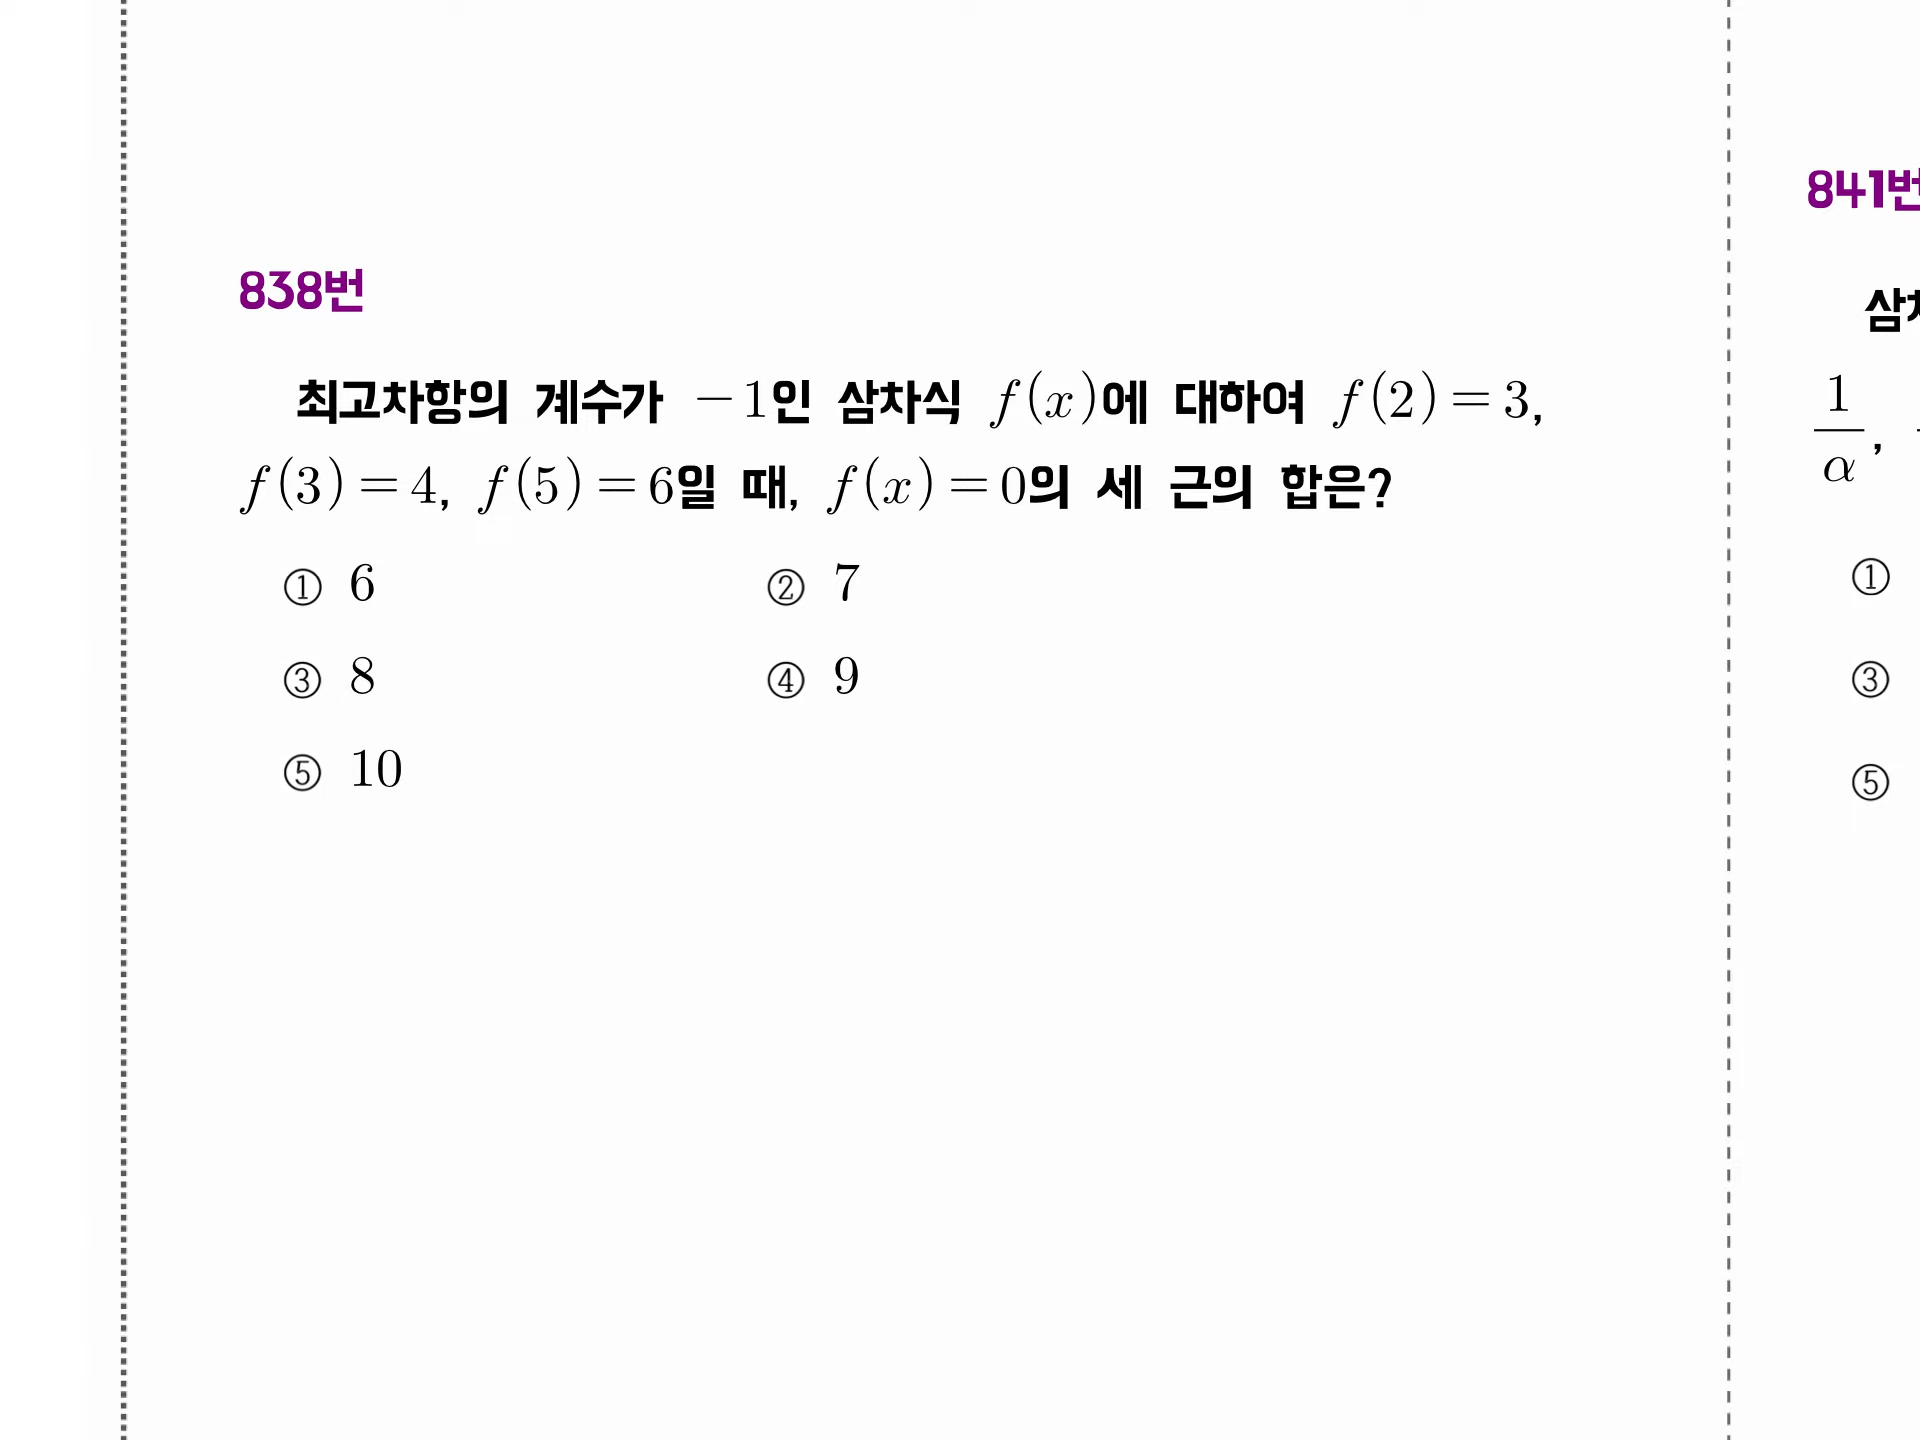 838번
최고차항의 계수가 −1인 삼차식 f(x)에 대하여 f(2)=3,
f(3)=4, f(5)=6일 때, f(x)=0의 세 근의 합은?
① 6 ② 7
③ 8 ④ 9
⑤ 10
841번
삼차
1/α,
①
③
⑤